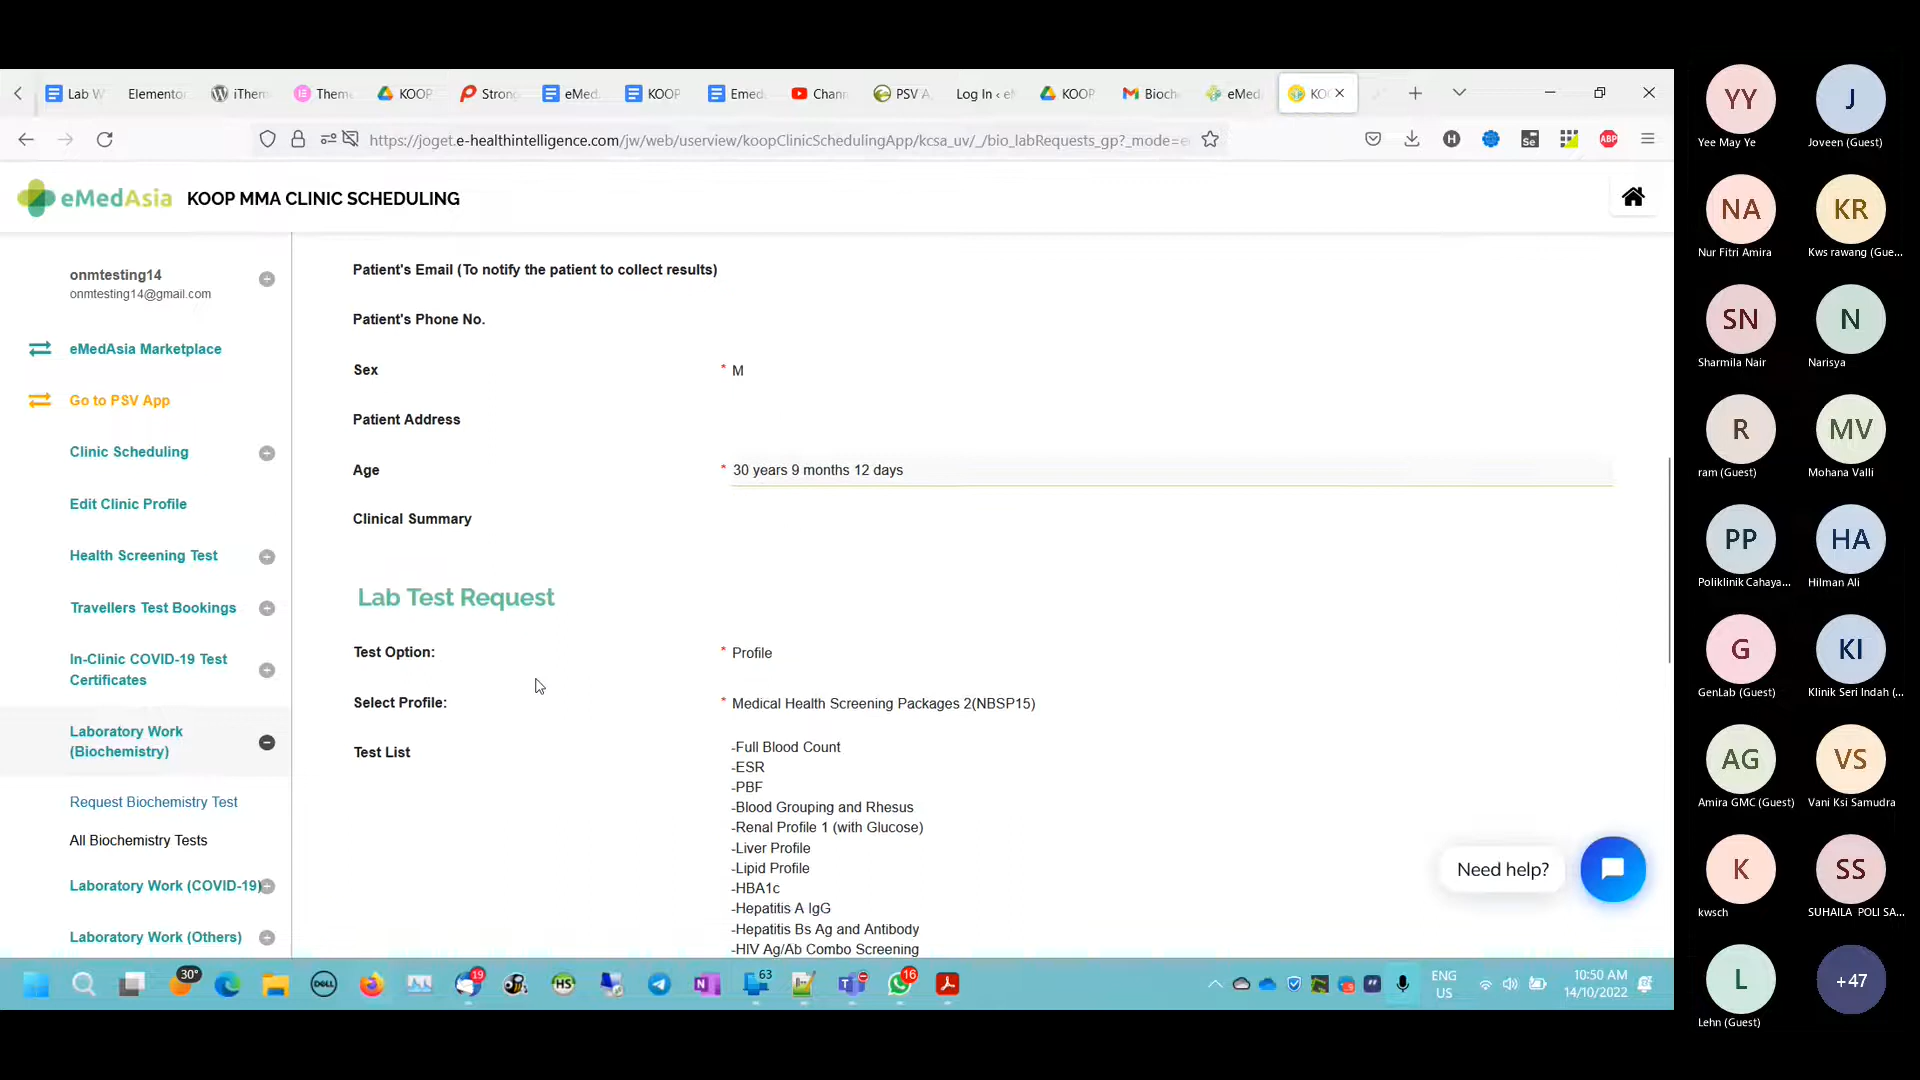 Lab W
Elementor
iThem
Theme
KOOP
Strong
eMed
KOOP
Emed
Chann
PSV A
Log In ‹ eM
KOOP
Bioch
eMed
KO
https://joget.e-healthintelligence.com/jw/web/userview/koopClinicSchedulingApp/kcsa_uv/_/bio_labRequests_gp?_mode=e
H
Se
ABP
eMedAsia
KOOP MMA CLINIC SCHEDULING
onmtesting14
onmtesting14@gmail.com
eMedAsia Marketplace
Go to PSV App
Clinic Scheduling
Edit Clinic Profile
Health Screening Test
Travellers Test Bookings
In-Clinic COVID-19 Test
Certificates
Laboratory Work
(Biochemistry)
Request Biochemistry Test
All Biochemistry Tests
Laboratory Work (COVID-19)
Laboratory Work (Others)
Patient's Email (To notify the patient to collect results)
Patient's Phone No.
Sex * M
Patient Address
Age * 30 years 9 months 12 days
Clinical Summary
Lab Test Request
Test Option: * Profile
Select Profile: * Medical Health Screening Packages 2(NBSP15)
Test List
-Full Blood Count
-ESR
-PBF
-Blood Grouping and Rhesus
-Renal Profile 1 (with Glucose)
-Liver Profile
-Lipid Profile
-HBA1c
-Hepatitis A IgG
-Hepatitis Bs Ag and Antibody
-HIV Ag/Ab Combo Screening
Need help?
30°
DELL
19
HS
N
63
16
ENG
US
10:50 AM
14/10/2022
YY
Yee May Ye
J
Joveen (Guest)
NA
Nur Fitri Amira
KR
Kws rawang (Gue...
SN
Sharmila Nair
N
Narisya
R
ram (Guest)
MV
Mohana Valli
PP
Poliklinik Cahaya...
HA
Hilman Ali
G
GenLab (Guest)
KI
Klinik Seri Indah (...
AG
Amira GMC (Guest)
VS
Vani Ksi Samudra
K
kwsch
SS
SUHAILA POLI SA...
L
Lehn (Guest)
+47